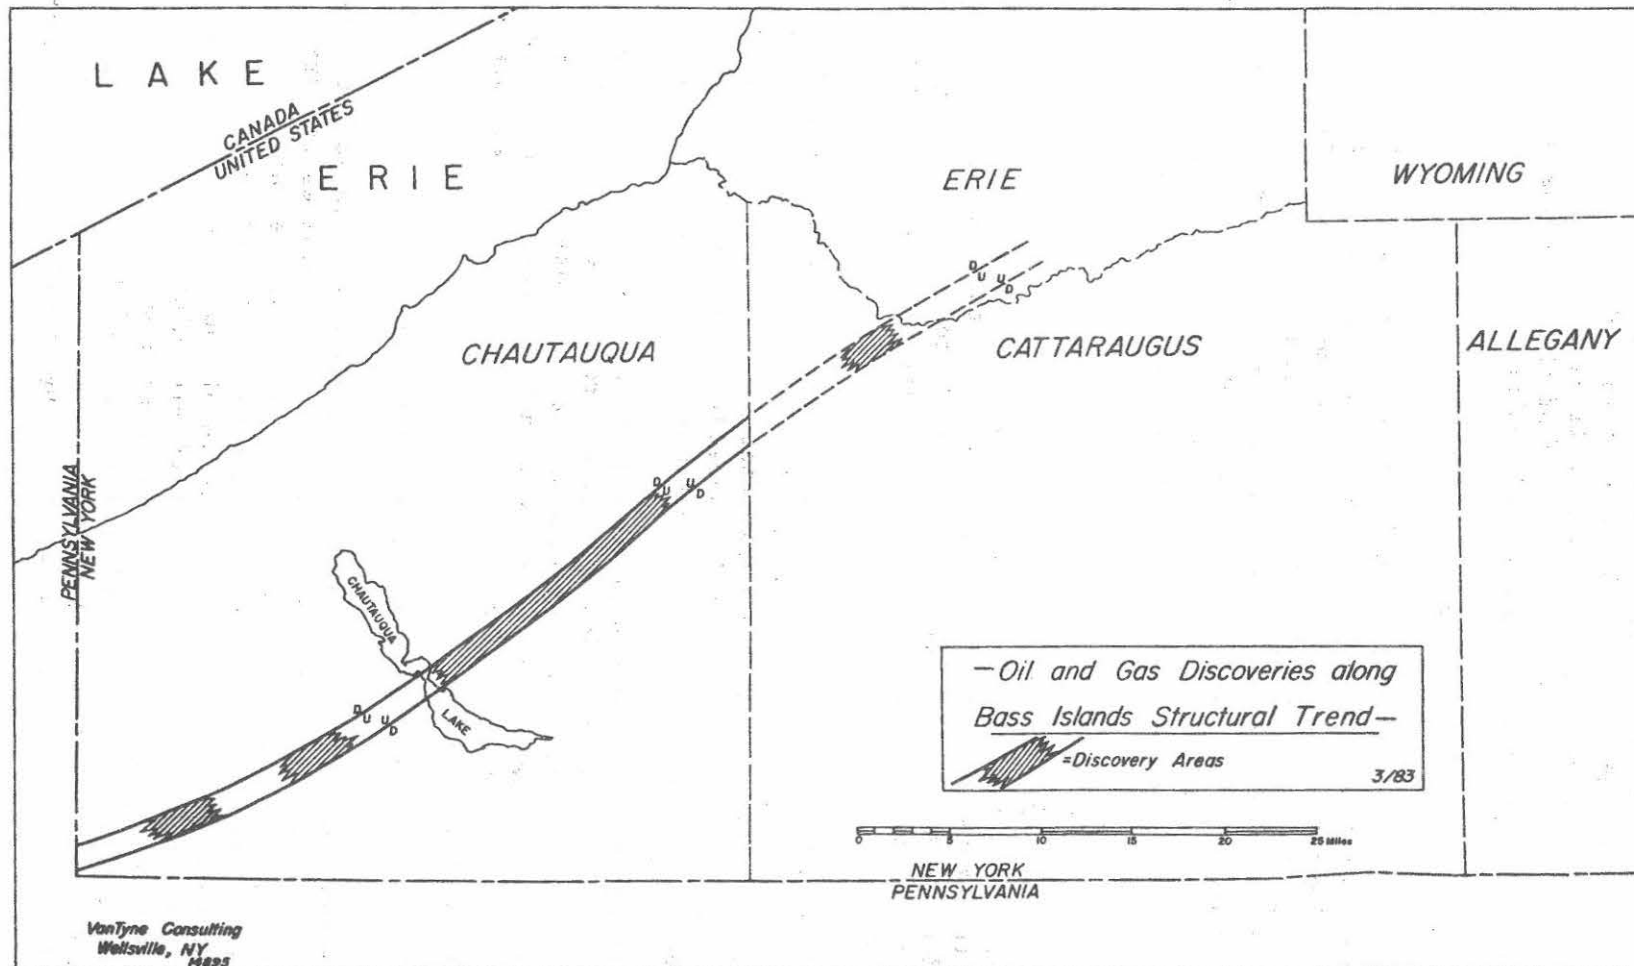 LAKE
CANADA
UNITED STATES
ERIE
ERIE
WYOMING
D
U
U
D
CHAUTAUQUA
CATTARAUGUS
ALLEGANY
PENNSYLVANIA
NEW YORK
D
U
U
D
CHAUTAUQUA
LAKE
D
U
U
D
—Oil and Gas Discoveries along
Bass Islands Structural Trend—
=Discovery Areas
3/83
0 5 10 15 20 25 Miles
NEW YORK
PENNSYLVANIA
VanTyne Consulting
Wellsville, NY
14895